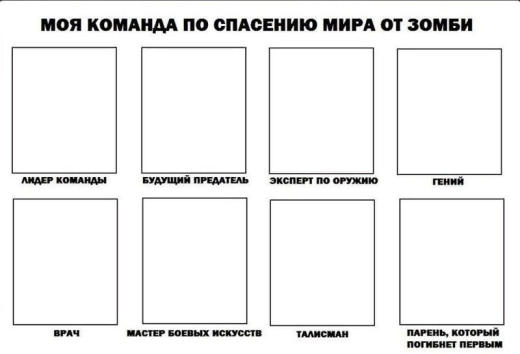 МОЯ КОМАНДА ПО СПАСЕНИЮ МИРА ОТ ЗОМБИ
ЛИДЕР КОМАНДЫ
БУДУЩИЙ ПРЕДАТЕЛЬ
ЭКСПЕРТ ПО ОРУЖИЮ
ГЕНИЙ
ВРАЧ
МАСТЕР БОЕВЫХ ИСКУССТВ
ТАЛИСМАН
ПАРЕНЬ, КОТОРЫЙ
ПОГИБНЕТ ПЕРВЫМ